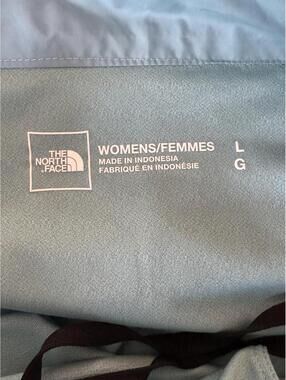 THE
NORTH
FACE
WOMENS/FEMMES L
MADE IN INDONESIA G
FABRIQUÉ EN INDONÉSIE